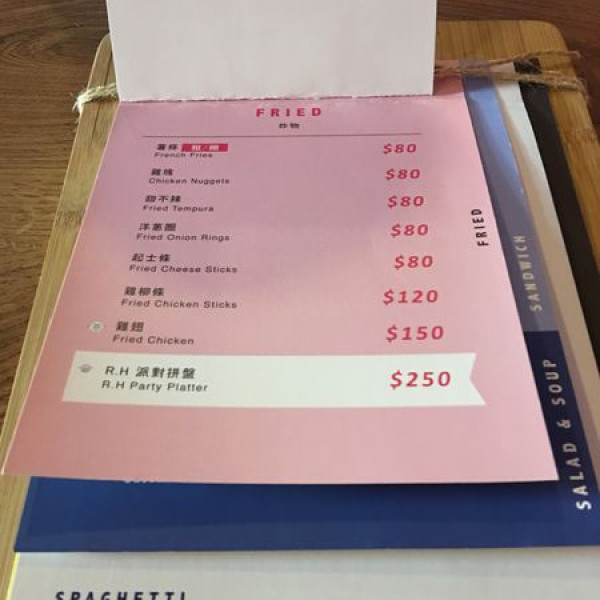 FRIED
炸物
薯條
French Fries
$80
雞塊
Chicken Nuggets
$80
甜不辣
Fried Tempura
$80
洋蔥圈
Fried Onion Rings
$80
起士條
Fried Cheese Sticks
$80
雞柳條
Fried Chicken Sticks
$120
雞翅
Fried Chicken
$150
R.H 派對拼盤
R.H Party Platter
$250
FRIED
SANDWICH
SALAD & SOUP
SPAGHETTI